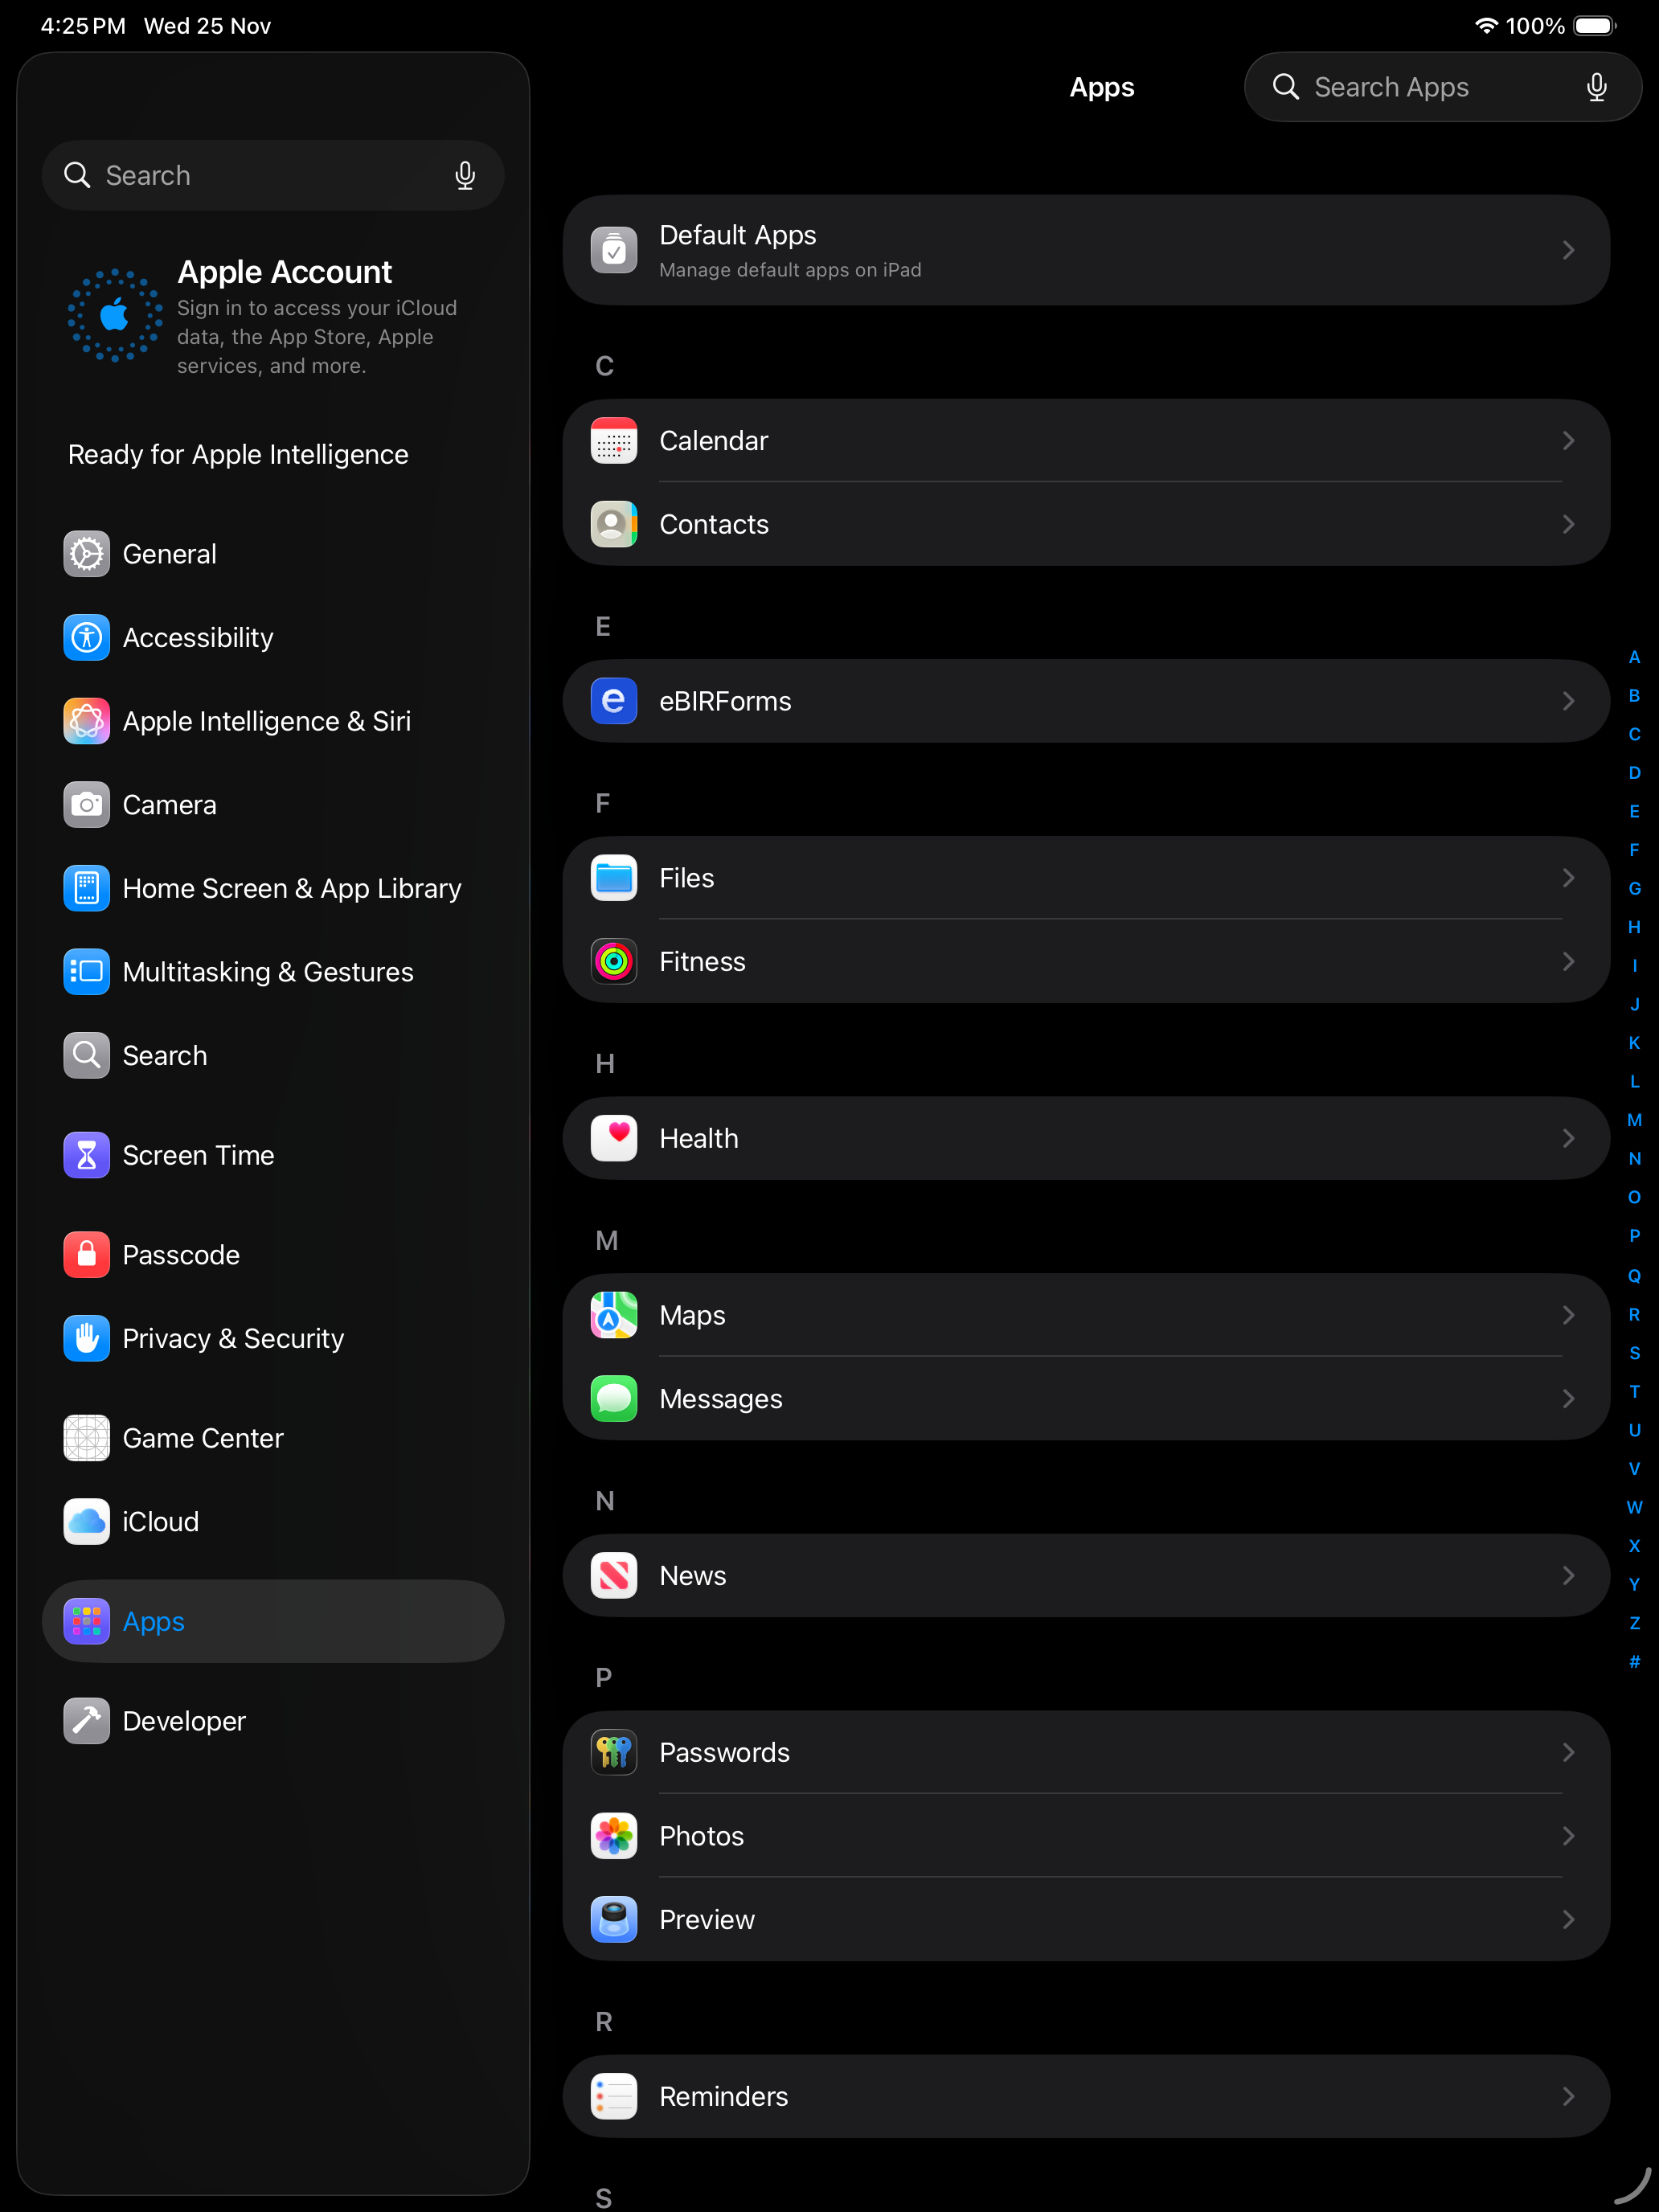 4:25 PM Wed 25 Nov
100%
Search
Apple Account
Sign in to access your iCloud
data, the App Store, Apple
services, and more.
Ready for Apple Intelligence
General
Accessibility
Apple Intelligence & Siri
Camera
Home Screen & App Library
Multitasking & Gestures
Search
Screen Time
Passcode
Privacy & Security
Game Center
iCloud
Apps
Developer
Apps
Search Apps
Default Apps
Manage default apps on iPad
C
Calendar
Contacts
E
eBIRForms
F
Files
Fitness
H
Health
M
Maps
Messages
N
News
P
Passwords
Photos
Preview
R
Reminders
S
A
B
C
D
E
F
G
H
I
J
K
L
M
N
O
P
Q
R
S
T
U
V
W
X
Y
Z
#